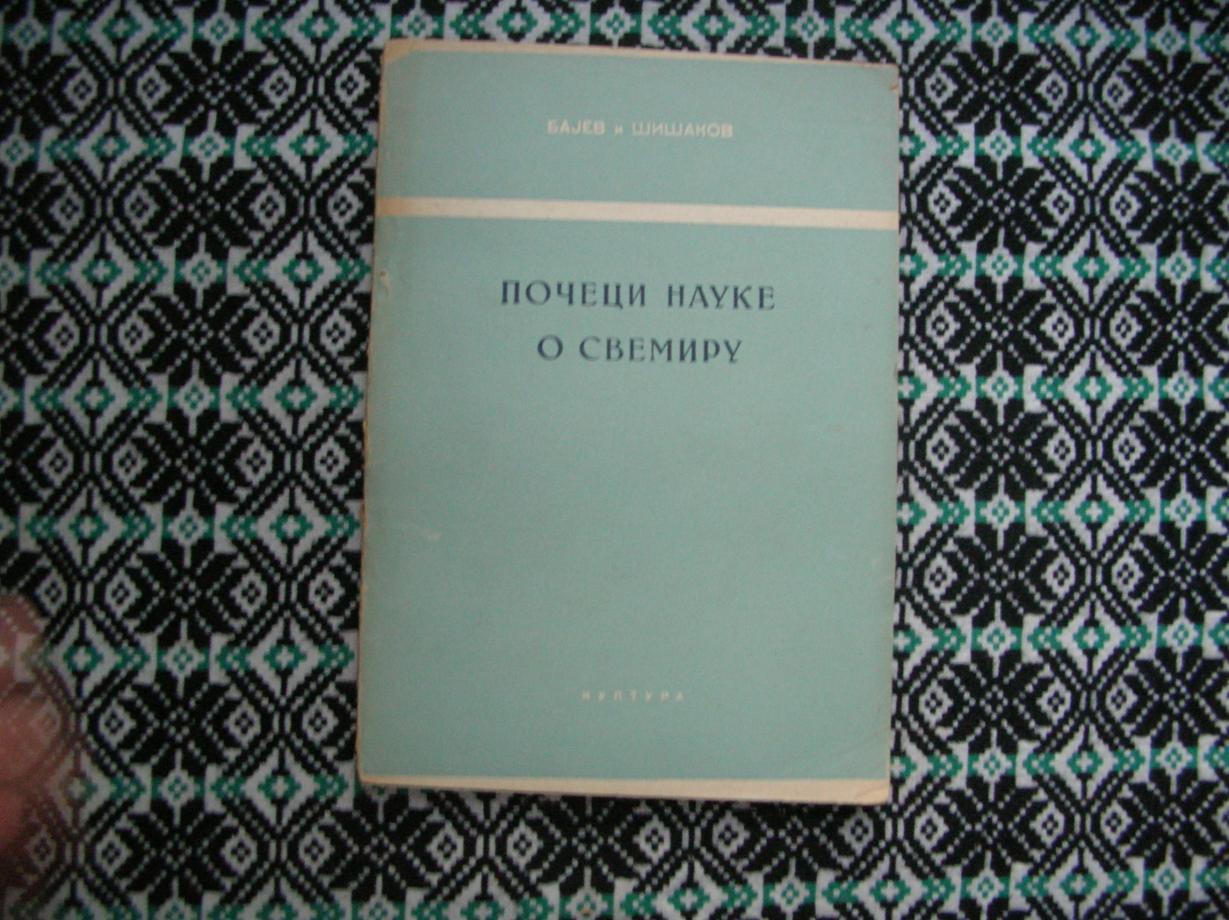 БАЈЕВ и ШИШАКОВ
ПОЧЕЦИ НАУКЕ
О СВЕМИРУ
КУЛТУРА